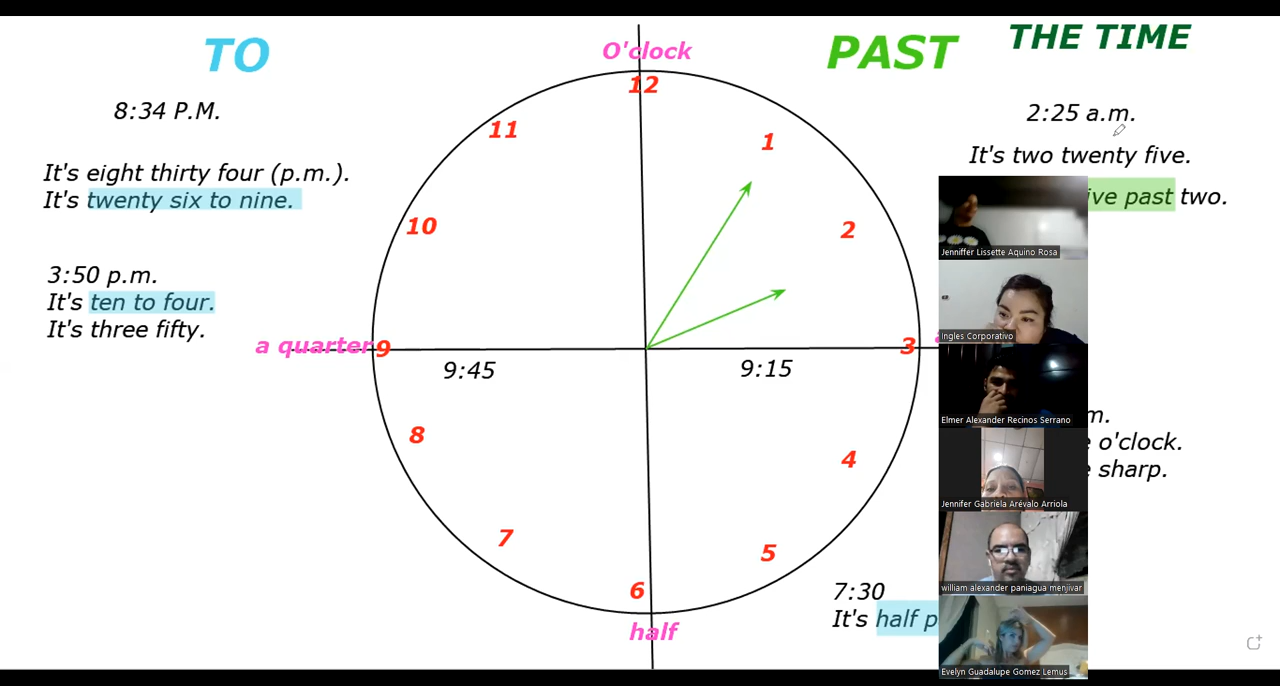 TO
PAST
THE TIME
O'clock
12
11
1
10
2
a quarter
9
3
9:45
9:15
8
4
7
5
6
half
8:34 P.M.
It's eight thirty four (p.m.).
It's twenty six to nine.
3:50 p.m.
It's ten to four.
It's three fifty.
2:25 a.m.
It's two twenty five.
past two.
o'clock.
sharp.
7:30
It's half
Jenniffer Lissette Aquino Rosa
Ingles Corporativo
Elmer Alexander Recinos Serrano
Jennifer Gabriela Arévalo Arriola
william alexander paniagua menjivar
Evelyn Guadalupe Gomez Lemus